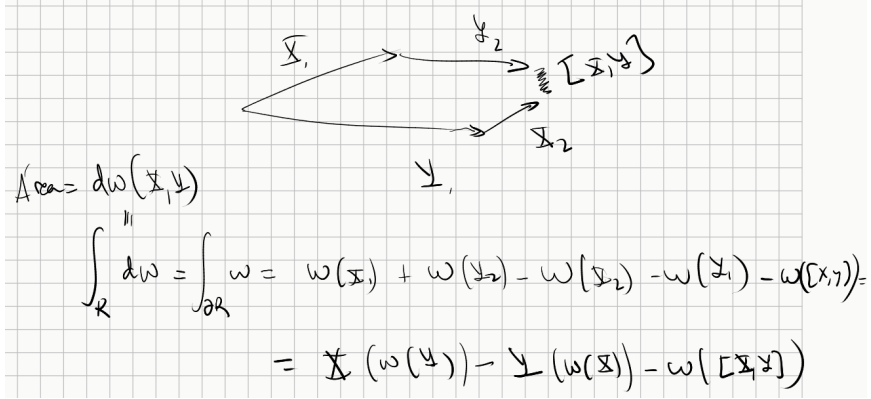 X₁ Y₂ [X,Y]
X₂
Y₁
Area = dω(X,Y)
∫_R dω = ∫_∂R ω = ω(X₁) + ω(Y₂) - ω(X₂) - ω(Y₁) - ω([X,Y]) =
= X(ω(Y)) - Y(ω(X)) - ω([X,Y])